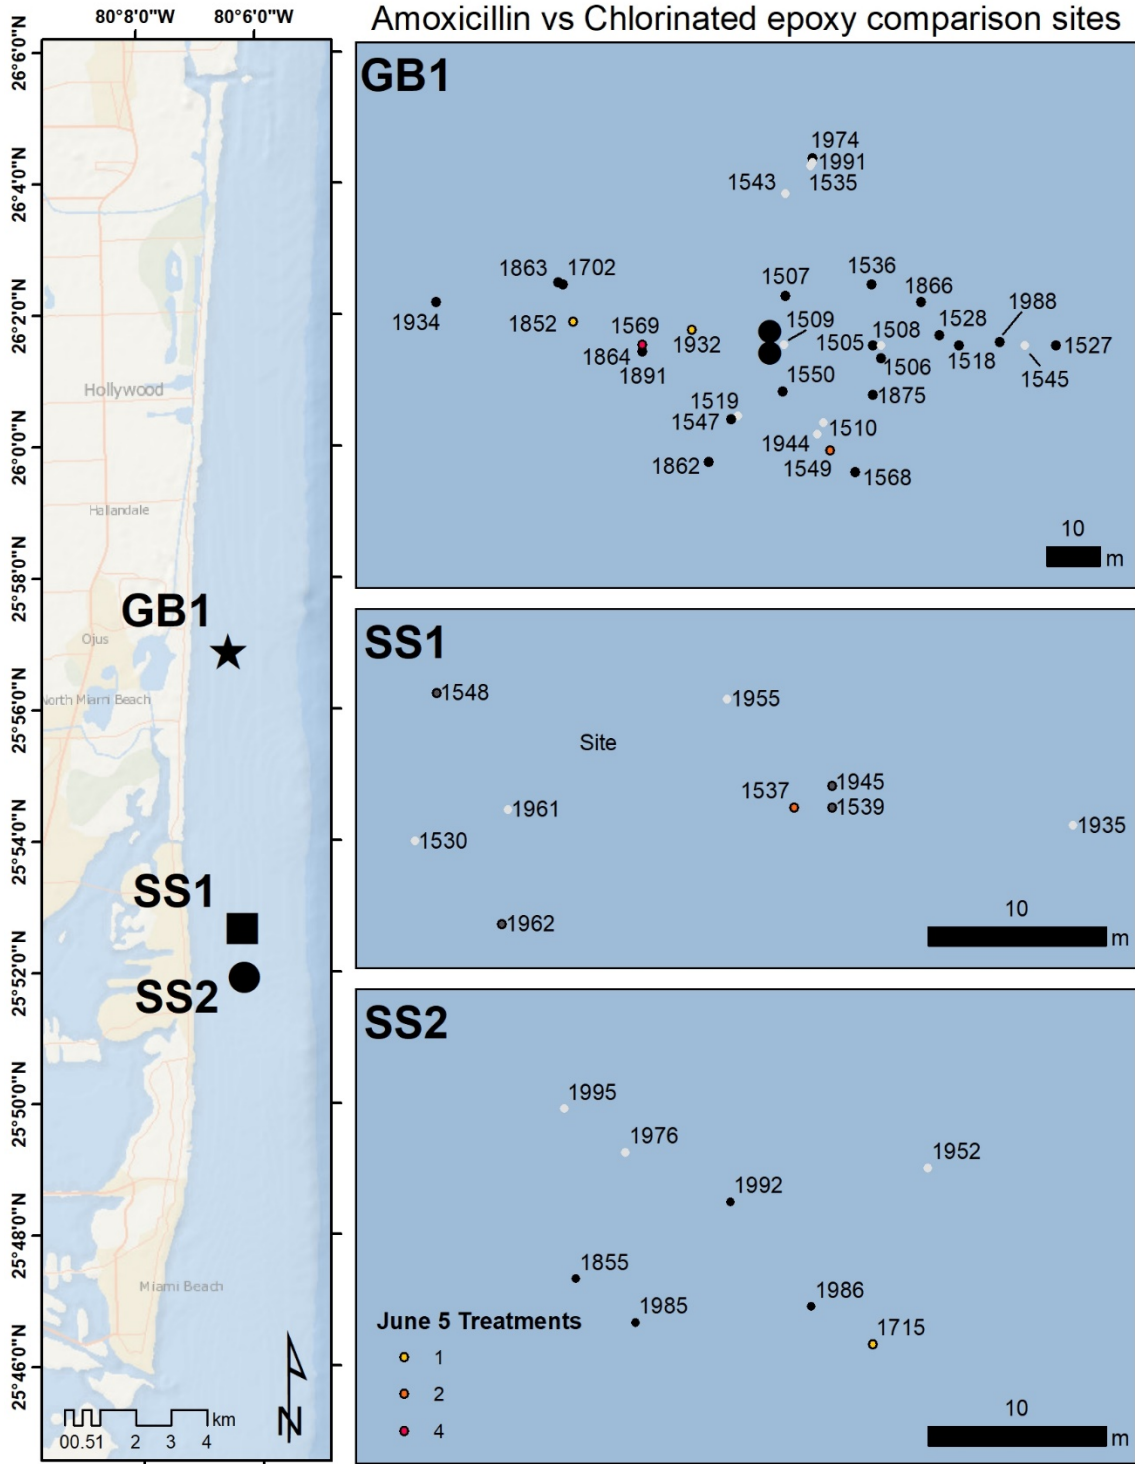 Amoxicillin vs Chlorinated epoxy comparison sites
80°8'0"W 80°6'0"W
26°6'0"N
26°4'0"N
26°2'0"N
26°0'0"N
25°58'0"N
25°56'0"N
25°54'0"N
25°52'0"N
25°50'0"N
25°48'0"N
25°46'0"N
Hollywood
Hallandale
GB1
Ojus
North Miami Beach
SS1
SS2
Miami Beach
N
km
00.51 2 3 4
GB1
1974
1991
1535
1543
1863 1702
1934
1852
1569
1864
1891
1932
1507
1509
1536
1866
1988
1528
1508
1505
1506
1518
1545
1527
1550
1875
1519
1547
1510
1944
1549
1862
1568
10
m
SS1
1548
1955
Site
1945
1537
1539
1961
1935
1530
1962
10
m
SS2
1995
1976
1952
1992
1855
1985
1986
1715
June 5 Treatments
1
2
4
10
m